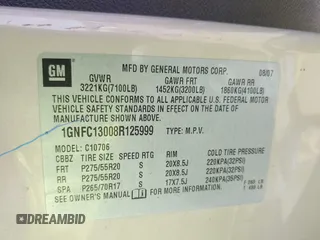 GM
MFD BY GENERAL MOTORS CORP. 08/07
GVWR GAWR FRT GAWR RR
3221KG(7100LB) 1452KG(3200LB) 1860KG(4100LB)
THIS VEHICLE CONFORMS TO ALL APPLICABLE U.S. FEDERAL MOTOR
VEHICLE SAFETY STANDARDS IN EFFECT ON THE DATE OF
MANUFACTURE SHOWN ABOVE.
1GNFC13008R125999 TYPE: M.P.V.
MODEL: C10706
CBBZ TIRE SIZE SPEED RTG RIM COLD TIRE PRESSURE
FRT P275/55R20 S 20X8.5J 220KPA(32PSI)
RR P275/55R20 S 20X8.5J 220KPA(32PSI)
SPA P265/70R17 S 17X7.5J 240KPA(35PSI)
SEE OWNER'S MANUAL FOR MORE INFORMATION.
DREAMBID